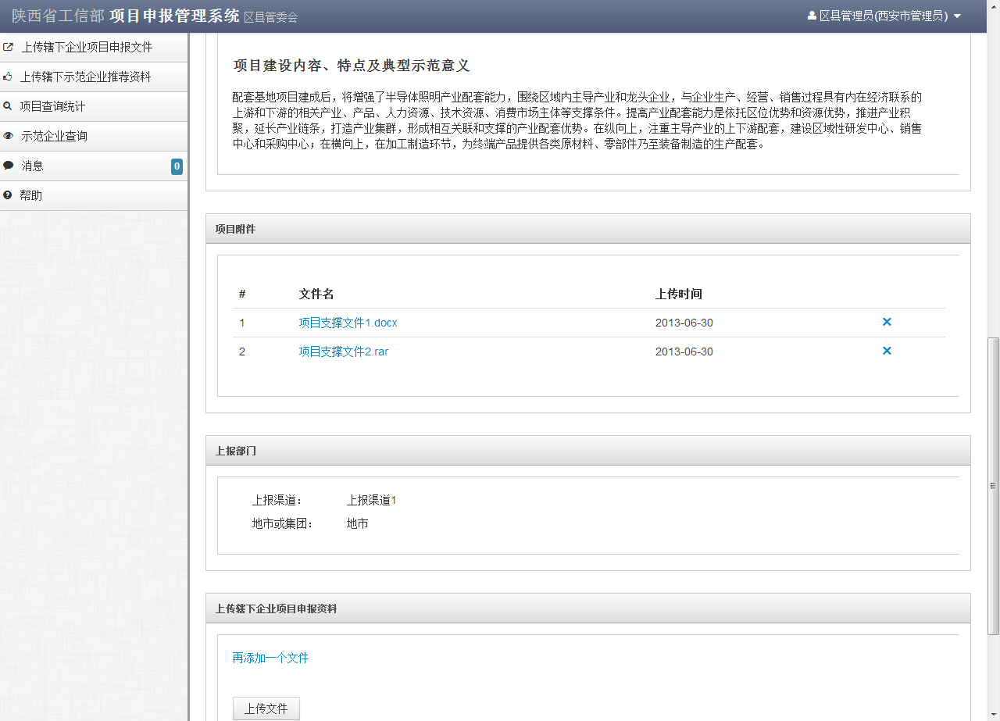 陕西省工信部 项目申报管理系统 区县管委会
区县管理员(西安市管理员)
上传辖下企业项目申报文件
上传辖下示范企业推荐资料
项目查询统计
示范企业查询
消息 0
帮助
项目建设内容、特点及典型示范意义
配套基地项目建成后，将增强了半导体照明产业配套能力，围绕区域内主导产业和龙头企业，与企业生产、经营、销售过程具有内在经济联系的
上游和下游的相关产业、产品、人力资源、技术资源、消费市场主体等支撑条件。提高产业配套能力是依托区位优势和资源优势，推进产业积
聚，延长产业链条，打造产业集群，形成相互关联和支撑的产业配套优势。在纵向上，注重主导产业的上下游配套，建设区域性研发中心、销售
中心和采购中心；在横向上，在加工制造环节，为终端产品提供各类原材料、零部件乃至装备制造的生产配套。
项目附件
# 文件名 上传时间
1 项目支撑文件1.docx 2013-06-30
2 项目支撑文件2.rar 2013-06-30
上报部门
上报渠道： 上报渠道1
地市或集团： 地市
上传辖下企业项目申报资料
再添加一个文件
上传文件